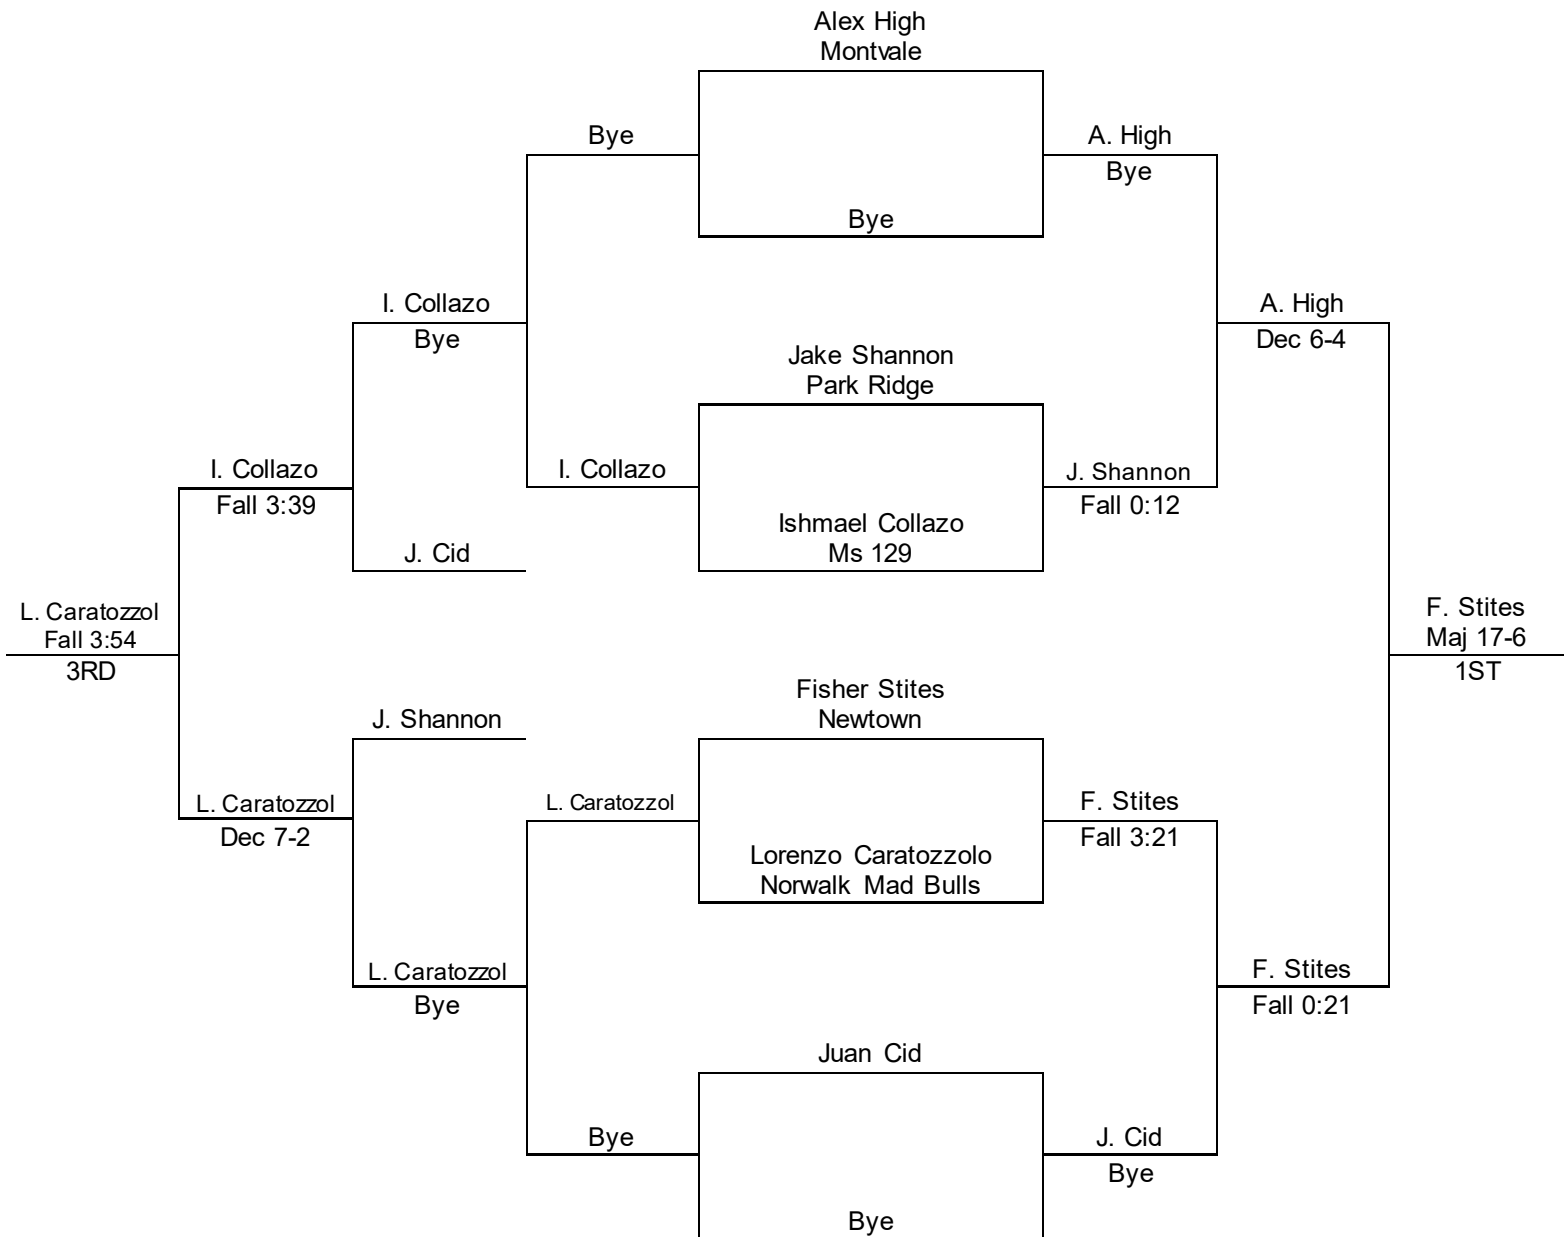 Alex High
Montvale
Bye
A. High
Bye
Bye
I. Collazo
Bye
A. High
Dec 6-4
Jake Shannon
Park Ridge
I. Collazo
Fall 3:39
I. Collazo
J. Shannon
Fall 0:12
Ishmael Collazo
Ms 129
J. Cid
L. Caratozzol
Fall 3:54
3RD
F. Stites
Maj 17-6
1ST
Fisher Stites
Newtown
J. Shannon
L. Caratozzol
Dec 7-2
L. Caratozzol
F. Stites
Fall 3:21
Lorenzo Caratozzolo
Norwalk Mad Bulls
L. Caratozzol
Bye
F. Stites
Fall 0:21
Juan Cid
Bye
J. Cid
Bye
Bye